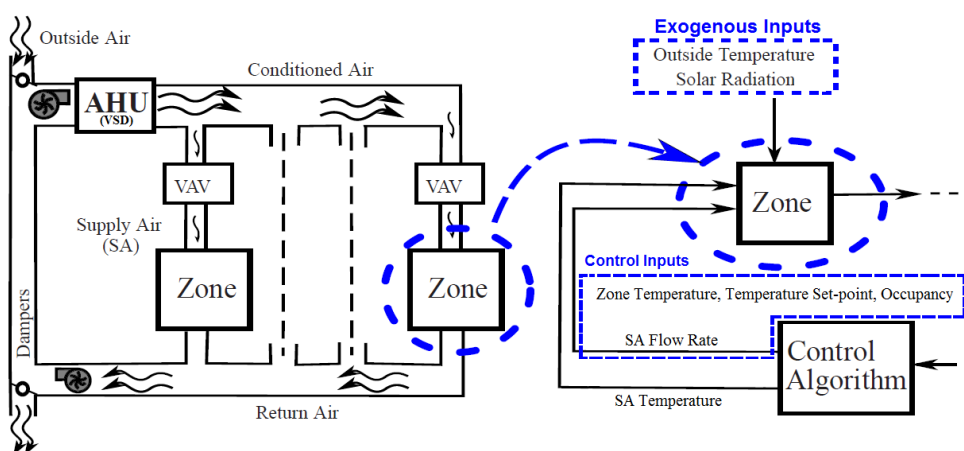 Outside Air
Conditioned Air
AHU
(VSD)
VAV
VAV
Supply Air
(SA)
Zone
Zone
Dampers
Return Air
Exogenous Inputs
Outside Temperature
Solar Radiation
Zone
Control Inputs
Zone Temperature, Temperature Set-point, Occupancy
SA Flow Rate
SA Temperature
Control
Algorithm